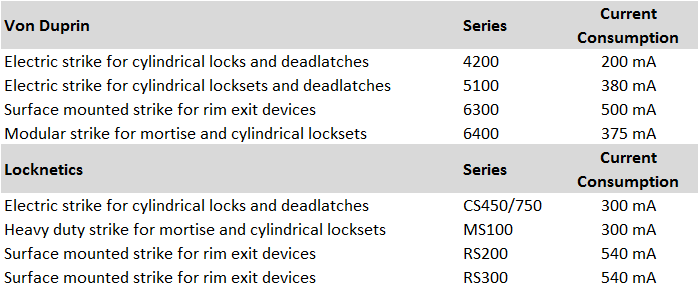 Von Duprin Series Current Consumption
Electric strike for cylindrical locks and deadlatches 4200 200 mA
Electric strike for cylindrical locksets and deadlatches 5100 380 mA
Surface mounted strike for rim exit devices 6300 500 mA
Modular strike for mortise and cylindrical locksets 6400 375 mA
Locknetics Series Current Consumption
Electric strike for cylindrical locks and deadlatches CS450/750 300 mA
Heavy duty strike for mortise and cylindrical locksets MS100 300 mA
Surface mounted strike for rim exit devices RS200 540 mA
Surface mounted strike for rim exit devices RS300 540 mA